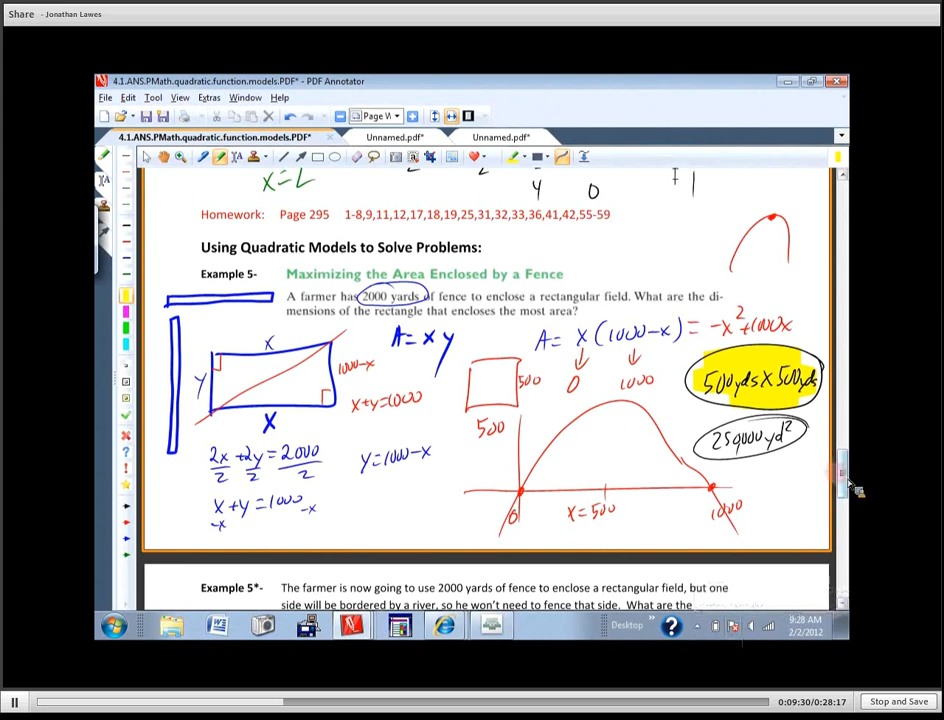 Share - Jonathan Lawes
4.1.ANS.PMath.quadratic.function.models.PDF* - PDF Annotator
File Edit Tool View Extras Window Help
Page W
4.1.ANS.PMath.quadratic.function.models.PDF* Unnamed.pdf* Unnamed.pdf*
4 0 1
Homework: Page 295 1-8,9,11,12,17,18,19,25,31,32,33,36,41,42,55-59
Using Quadratic Models to Solve Problems:
Example 5- Maximizing the Area Enclosed by a Fence
A farmer has 2000 yards of fence to enclose a rectangular field. What are the di-
mensions of the rectangle that encloses the most area?
A = x y
A = x (1000-x) = -x² + 1000x
x
y
1000-x
x
x+y=1000
500
500
0 1000
500yds x 500yds
2x + 2y = 2000
2 2 2
y = 1000-x
x + y = 1000
-x -x
0 x = 500 1000
Example 5*- The farmer is now going to use 2000 yards of fence to enclose a rectangular field, but one
side will be bordered by a river, so he won't need to fence that side. What are the
Desktop
9:28 AM
2/2/2012
0:09:30/0:28:17 Stop and Save